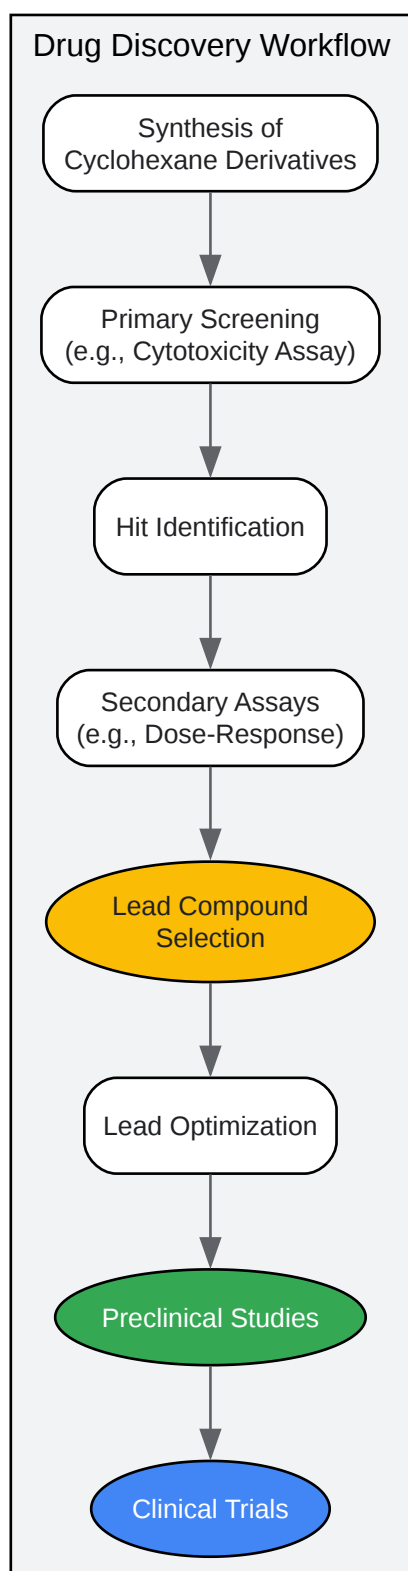 Drug Discovery Workflow
Synthesis of
Cyclohexane Derivatives
Primary Screening
(e.g., Cytotoxicity Assay)
Hit Identification
Secondary Assays
(e.g., Dose-Response)
Lead Compound
Selection
Lead Optimization
Preclinical Studies
Clinical Trials